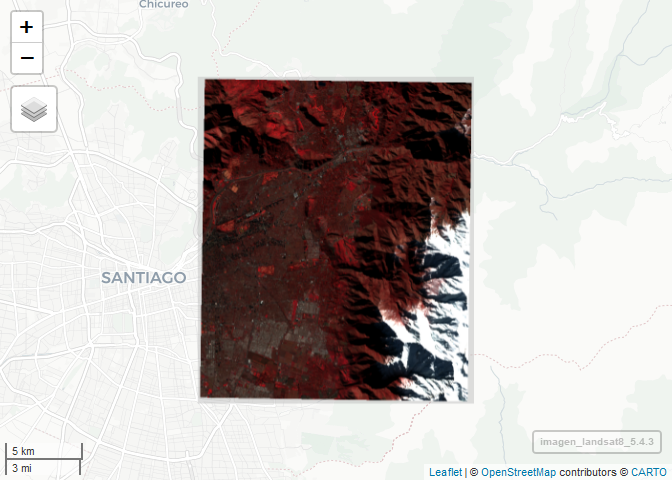 Chicureo
+
−
SANTIAGO
imagen_landsat8_5.4.3
5 km
3 mi
Leaflet | © OpenStreetMap contributors © CARTO